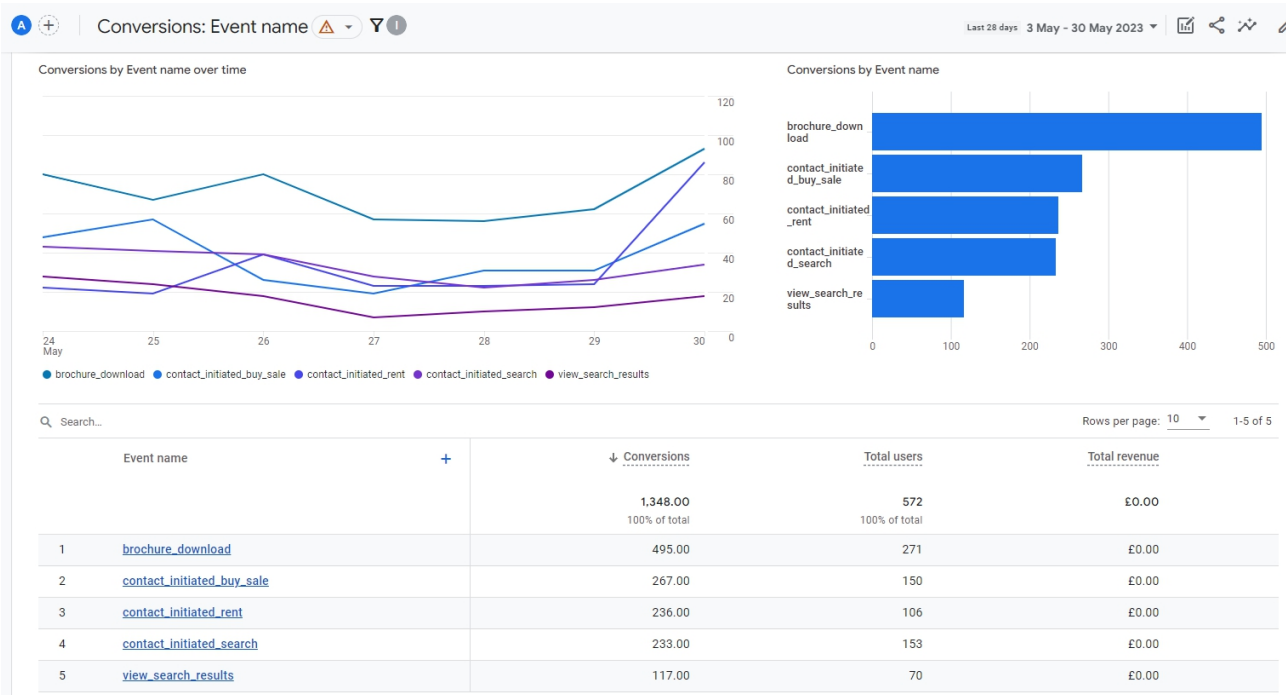 A
Conversions: Event name
I
Last 28 days 3 May - 30 May 2023
Conversions by Event name over time
120
100
80
60
40
20
0
24
May
25
26
27
28
29
30
brochure_download contact_initiated_buy_sale contact_initiated_rent contact_initiated_search view_search_results
Conversions by Event name
brochure_down
load
contact_initiate
d_buy_sale
contact_initiated
_rent
contact_initiate
d_search
view_search_re
sults
0 100 200 300 400 500
Search...
Rows per page: 10 1-5 of 5
Event name + ↓ Conversions Total users Total revenue
1,348.00 572 £0.00
100% of total 100% of total
1 brochure_download 495.00 271 £0.00
2 contact_initiated_buy_sale 267.00 150 £0.00
3 contact_initiated_rent 236.00 106 £0.00
4 contact_initiated_search 233.00 153 £0.00
5 view_search_results 117.00 70 £0.00